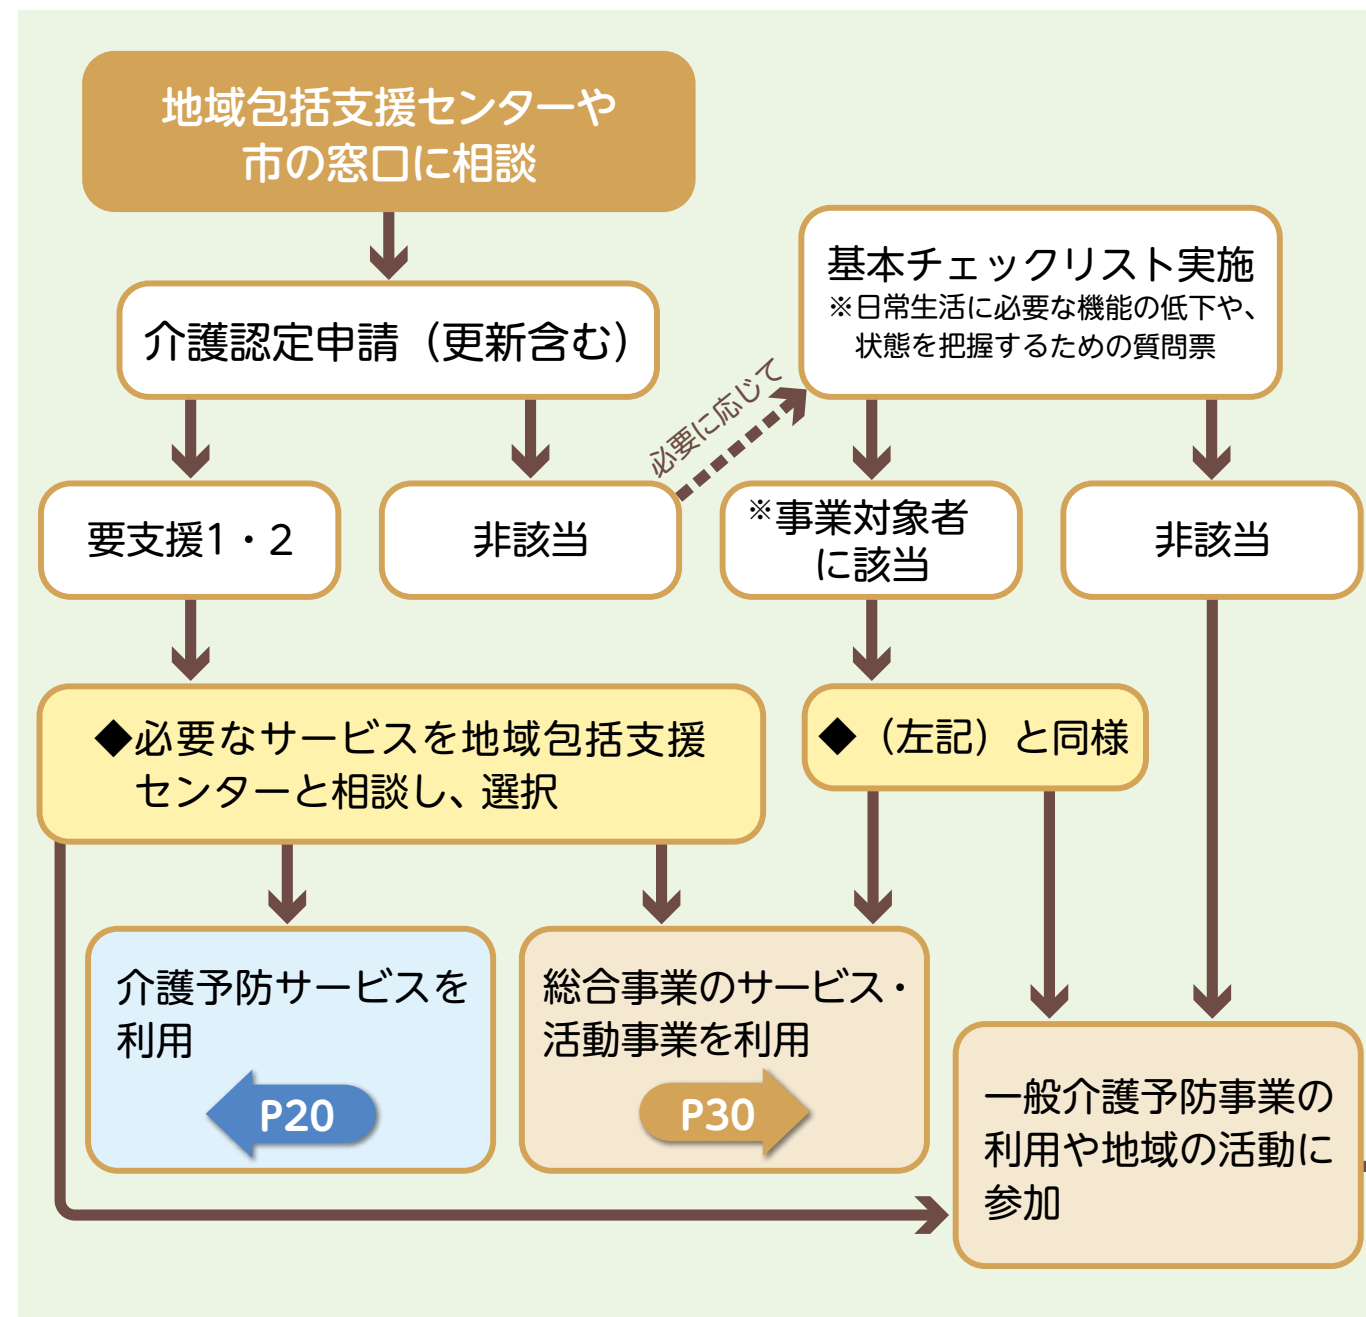 地域包括支援センターや
市の窓口に相談
介護認定申請（更新含む）
必要に応じて
基本チェックリスト実施
※日常生活に必要な機能の低下や、
状態を把握するための質問票
要支援1・2
非該当
※事業対象者
に該当
非該当
◆必要なサービスを地域包括支援
センターと相談し、選択
◆（左記）と同様
介護予防サービスを
利用
P20
総合事業のサービス・
活動事業を利用
P30
一般介護予防事業の
利用や地域の活動に
参加